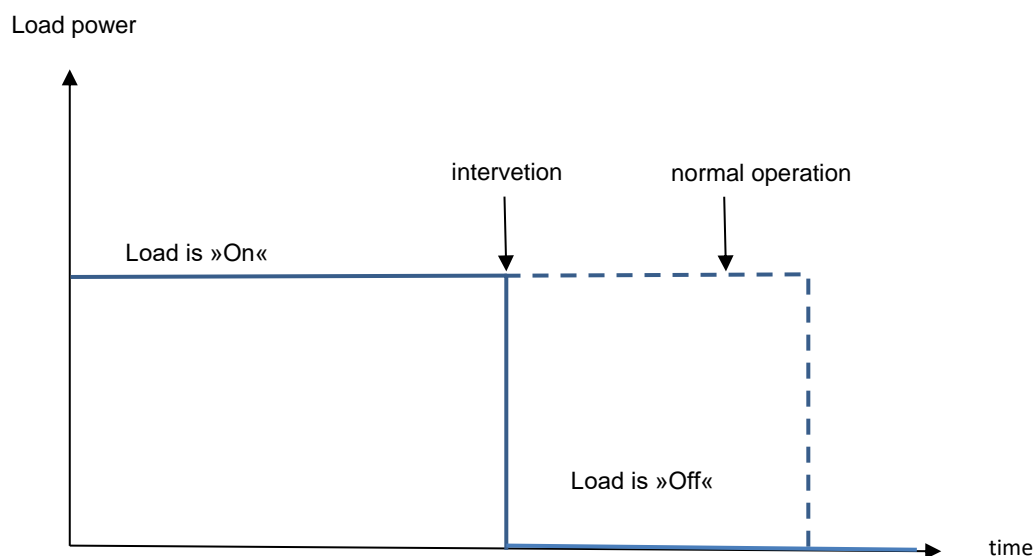 Load power
intervetion
normal operation
Load is »On«
Load is »Off«
time